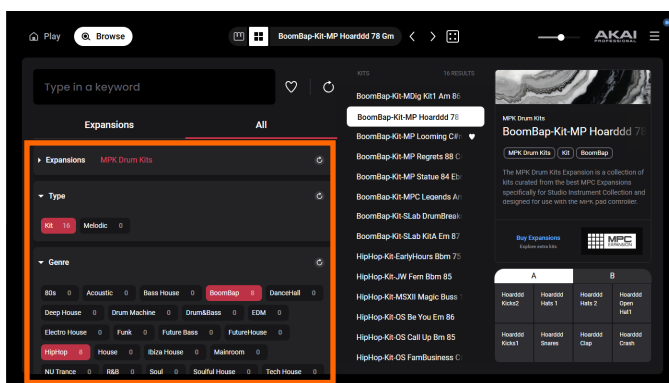 Play
Browse
BoomBap-Kit-MP Hoarddd 78 Gm
AKAI
PROFESSIONAL
Type in a keyword
Expansions
All
Expansions MPK Drum Kits
Type
Kit 16 Melodic 0
Genre
80s 0 Acoustic 0 Bass House 0 BoomBap 8 DanceHall 0
Deep House 0 Drum Machine 0 Drum&Bass 0 EDM 0
Electro House 0 Funk 0 Future Bass 0 FutureHouse 0
HipHop 8 House 0 Ibiza House 0 Mainroom 0
NU Trance 0 R&B 0 Soul 0 Soulful House 0 Tech House 0
KITS 16 RESULTS
BoomBap-Kit-MDig Kit1 Am 86
BoomBap-Kit-MP Hoarddd 78
BoomBap-Kit-MP Looming C#m
BoomBap-Kit-MP Regrets 88 C
BoomBap-Kit-MP Statue 84 Eb
BoomBap-Kit-MPC Legends Am
BoomBap-Kit-SLab DrumBreak
BoomBap-Kit-SLab KitA Em 87
HipHop-Kit-EarlyHours Bbm 75
HipHop-Kit-JW Fem Bbm 85
HipHop-Kit-MSXII Magic Buss
HipHop-Kit-OS Be You Em 86
HipHop-Kit-OS Call Up Bm 85
HipHop-Kit-OS FamBusiness C
MPK Drum Kits
BoomBap-Kit-MP Hoarddd 78
MPK Drum Kits Kit BoomBap
The MPK Drum Kits Expansion is a collection of
kits curated from the best MPC Expansions
specifically for Studio Instrument Collection and
designed for use with the MPK pad controller.
Buy Expansions
Explore extra kits
MPC
EXPANSION
A B
Hoarddd Kicks2
Hoarddd Hats 1
Hoarddd Hats 2
Hoarddd Open Hat1
Hoarddd Kicks1
Hoarddd Snares
Hoarddd Clap
Hoarddd Crash